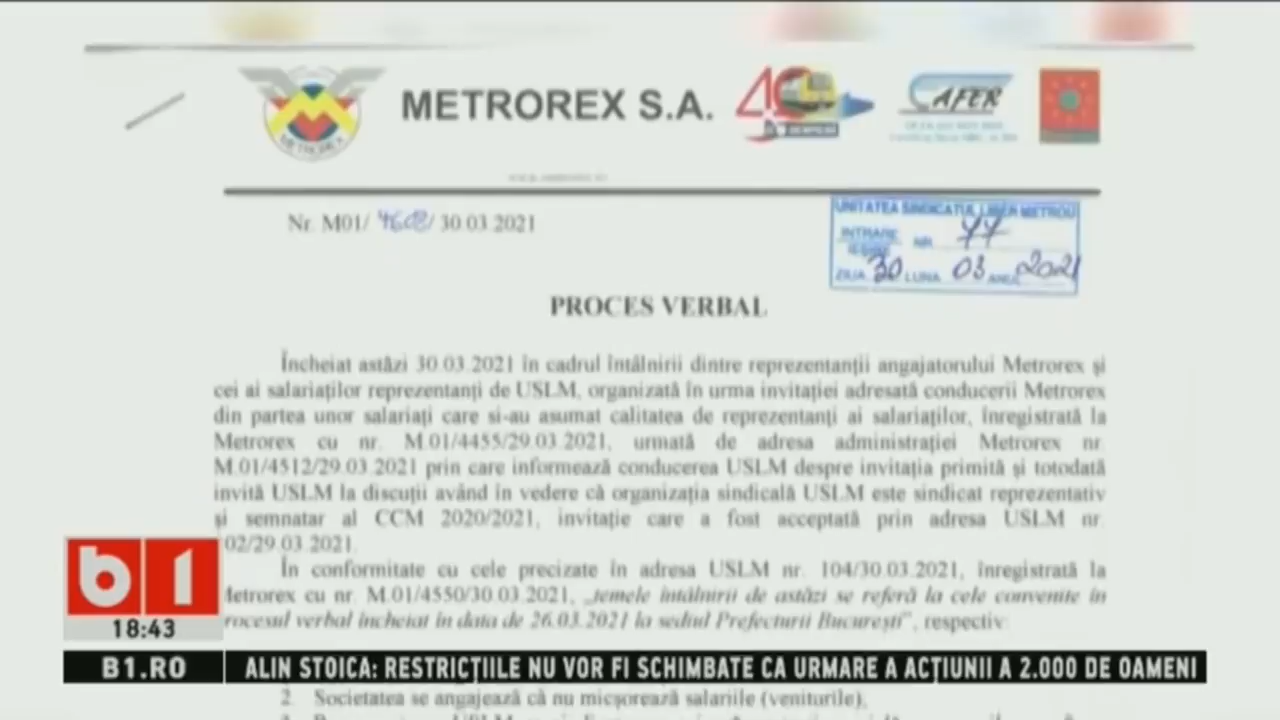 METROREX S.A.
40
AFER
METROREX
Nr. M01/ 4608/ 30.03.2021
UNITATEA SINDICATUL LIBER METROU
INTRARE
IESIRE NR. 77
ZIUA 30 LUNA 03 ANUL 2021
PROCES VERBAL
Încheiat astăzi 30.03.2021 în cadrul întâlnirii dintre reprezentanții angajatorului Metrorex și
cei ai salariaților reprezentanți de USLM, organizată în urma invitației adresată conducerii Metrorex
din partea unor salariați care si-au asumat calitatea de reprezentanți ai salariaților, înregistrată la
Metrorex cu nr. M.01/4455/29.03.2021, urmată de adresa administrației Metrorex nr.
M.01/4512/29.03.2021 prin care informează conducerea USLM despre invitația primită și totodată
invită USLM la discuții având în vedere că organizația sindicală USLM este sindicat reprezentativ
și semnatar al CCM 2020/2021, invitație care a fost acceptată prin adresa USLM nr.
02/29.03.2021.
În conformitate cu cele precizate în adresa USLM nr. 104/30.03.2021, înregistrată la
Metrorex cu nr. M.01/4550/30.03.2021, „temele întâlnirii de astăzi se referă la cele convenite în
rocesul verbal încheiat în data de 26.03.2021 la sediul Prefecturii București", respectiv:
b1
18:43
B1.RO ALIN STOICA: RESTRICȚIILE NU VOR FI SCHIMBATE CA URMARE A ACȚIUNII A 2.000 DE OAMENI
2. Societatea se angajează că nu micșorează salariile (veniturile),